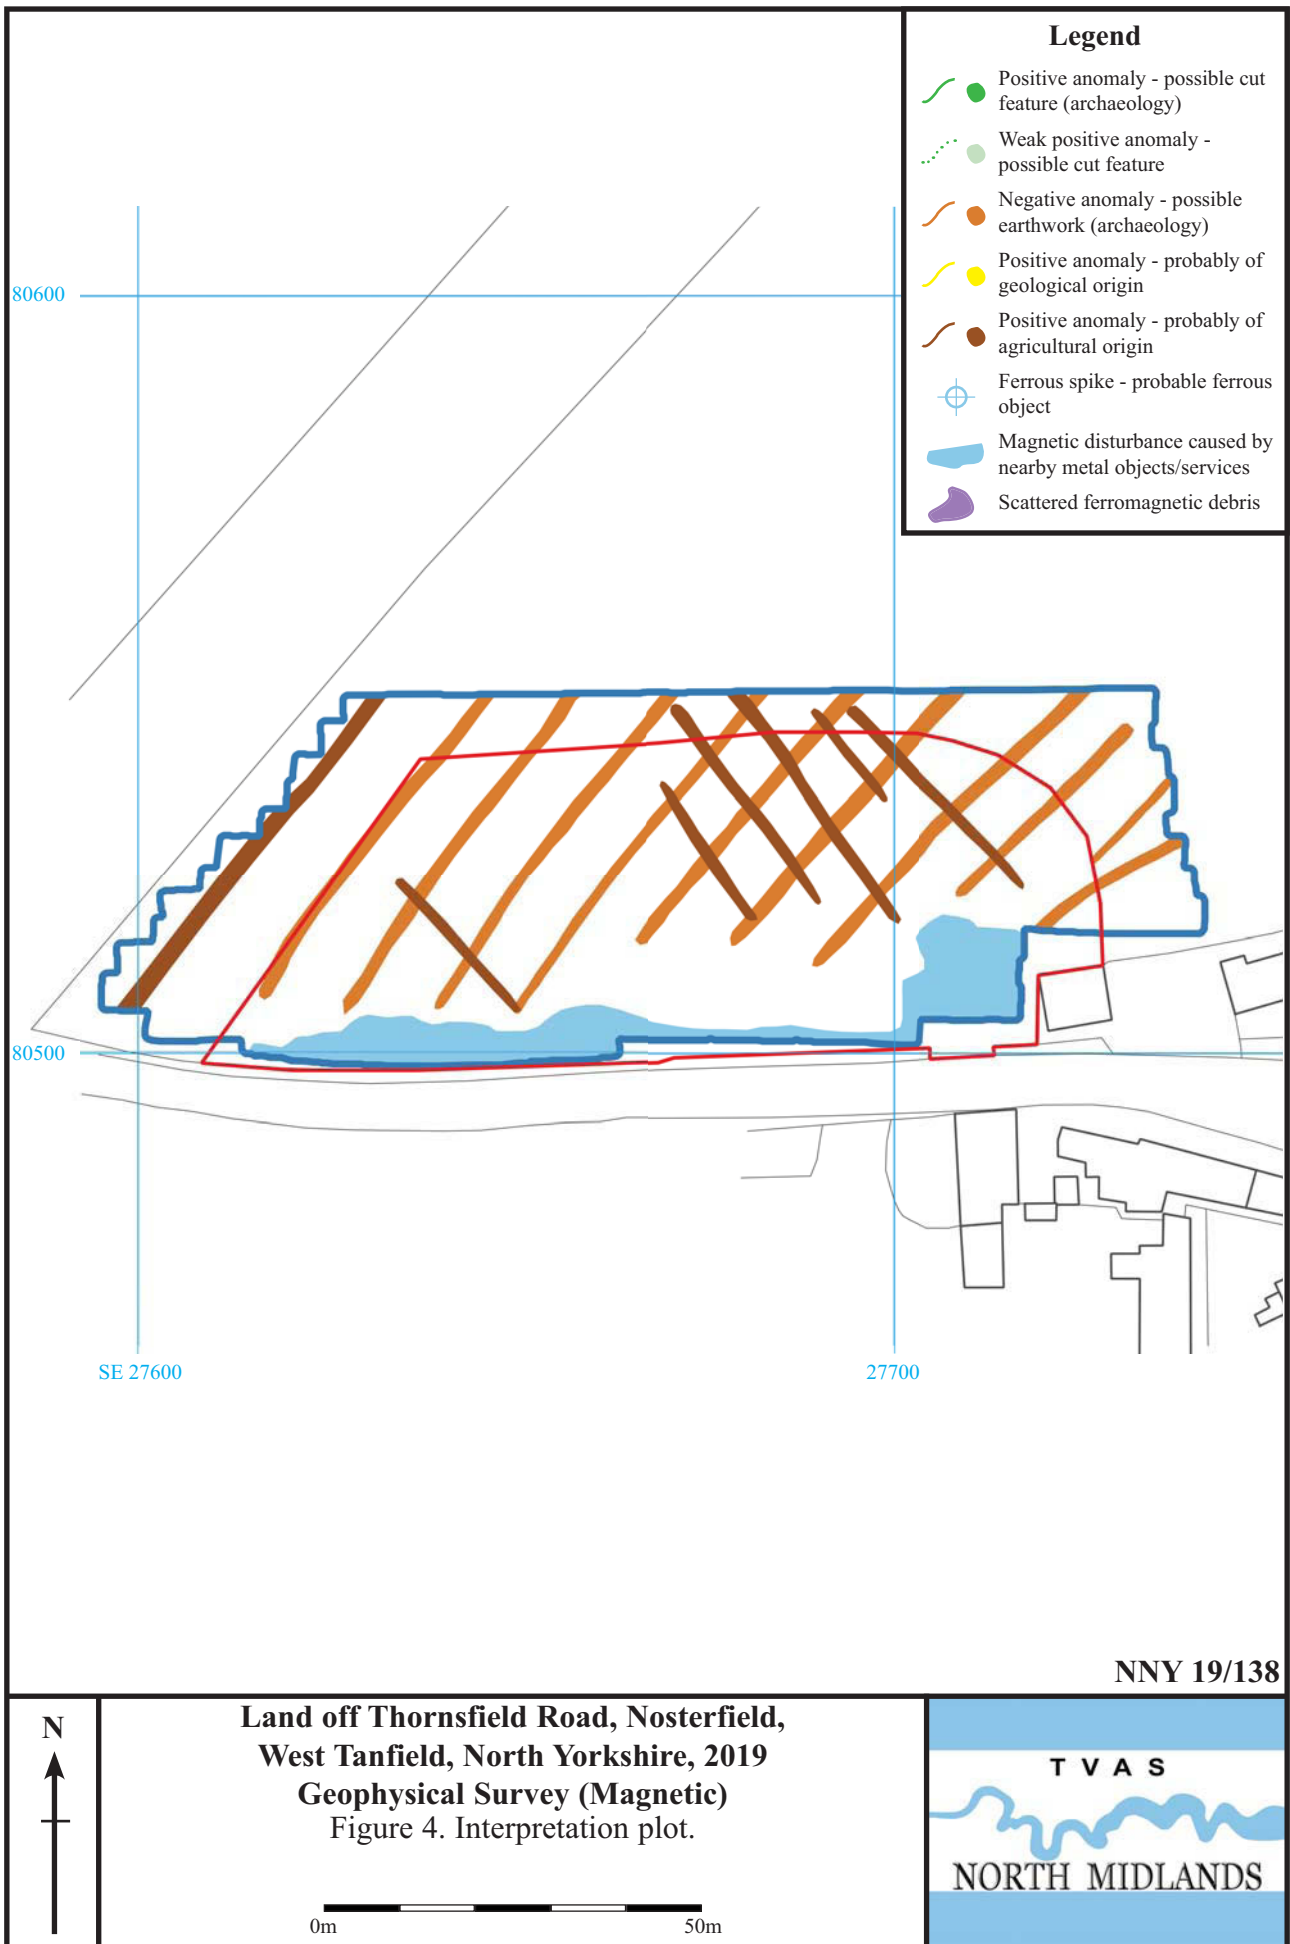 Legend
Positive anomaly - possible cut
feature (archaeology)
Weak positive anomaly -
possible cut feature
Negative anomaly - possible
earthwork (archaeology)
Positive anomaly - probably of
geological origin
Positive anomaly - probably of
agricultural origin
Ferrous spike - probable ferrous
object
Magnetic disturbance caused by
nearby metal objects/services
Scattered ferromagnetic debris
80600
80500
SE 27600
27700
NNY 19/138
N
Land off Thornsfield Road, Nosterfield,
West Tanfield, North Yorkshire, 2019
Geophysical Survey (Magnetic)
Figure 4. Interpretation plot.
0m
50m
TVAS
NORTH MIDLANDS